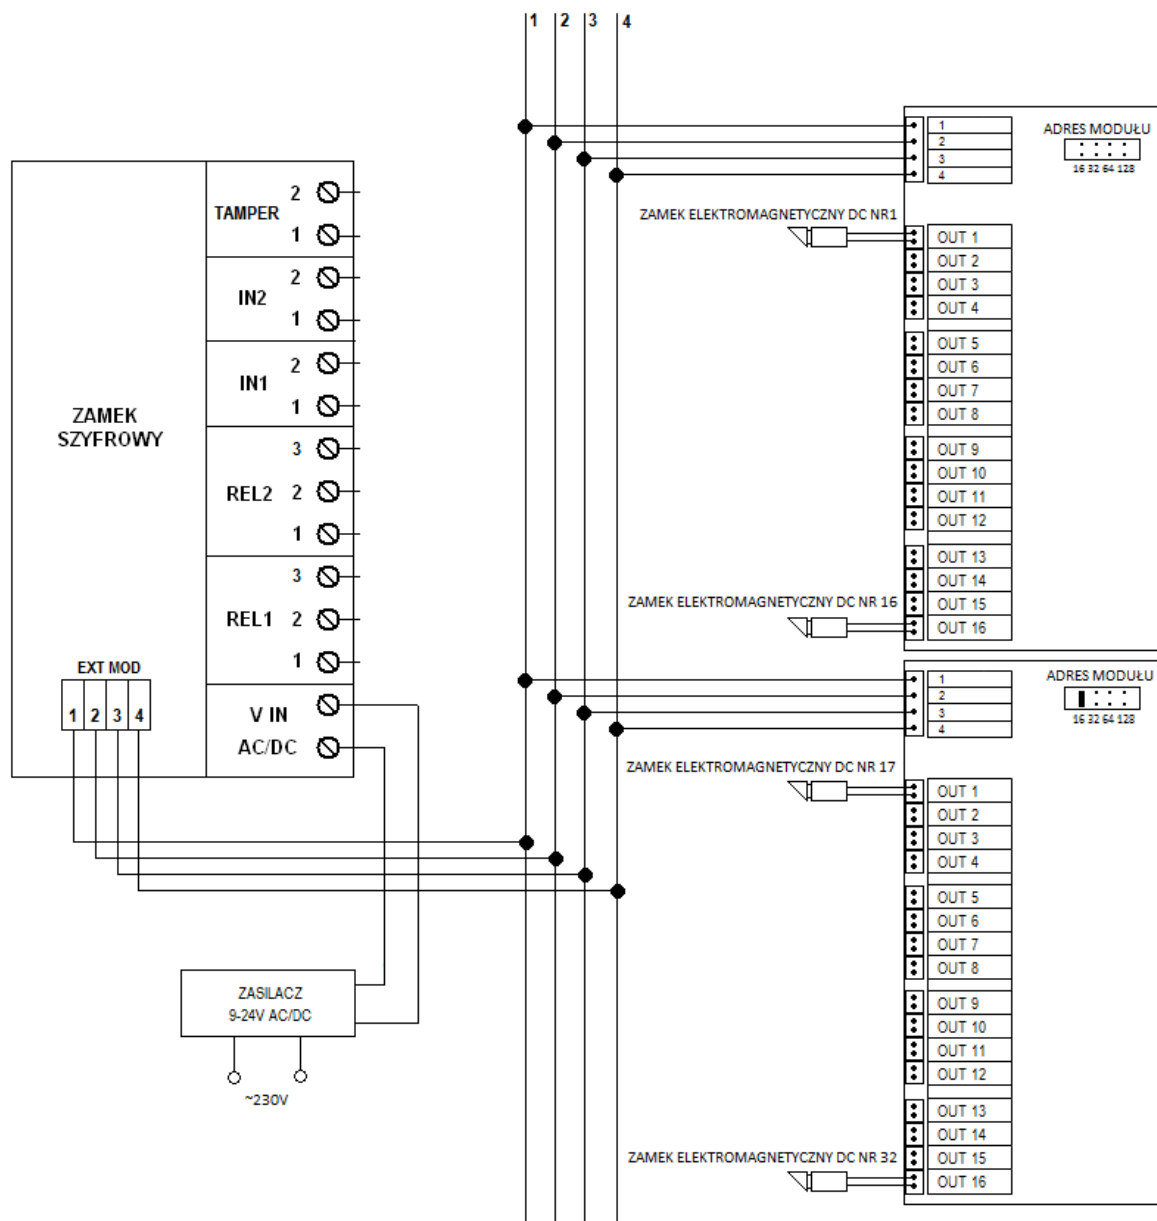 1 2 3 4
ZAMEK
SZYFROWY
TAMPER
2
1
IN2
2
1
IN1
2
1
REL2
3
2
1
REL1
3
2
1
V IN
AC/DC
EXT MOD
1 2 3 4
ZASILACZ
9-24V AC/DC
~230V
1
2
3
4
ADRES MODUŁU
16 32 64 128
ZAMEK ELEKTROMAGNETYCZNY DC NR1
OUT 1
OUT 2
OUT 3
OUT 4
OUT 5
OUT 6
OUT 7
OUT 8
OUT 9
OUT 10
OUT 11
OUT 12
OUT 13
OUT 14
OUT 15
ZAMEK ELEKTROMAGNETYCZNY DC NR 16
OUT 16
1
2
3
4
ADRES MODUŁU
16 32 64 128
ZAMEK ELEKTROMAGNETYCZNY DC NR 17
OUT 1
OUT 2
OUT 3
OUT 4
OUT 5
OUT 6
OUT 7
OUT 8
OUT 9
OUT 10
OUT 11
OUT 12
OUT 13
OUT 14
OUT 15
ZAMEK ELEKTROMAGNETYCZNY DC NR 32
OUT 16